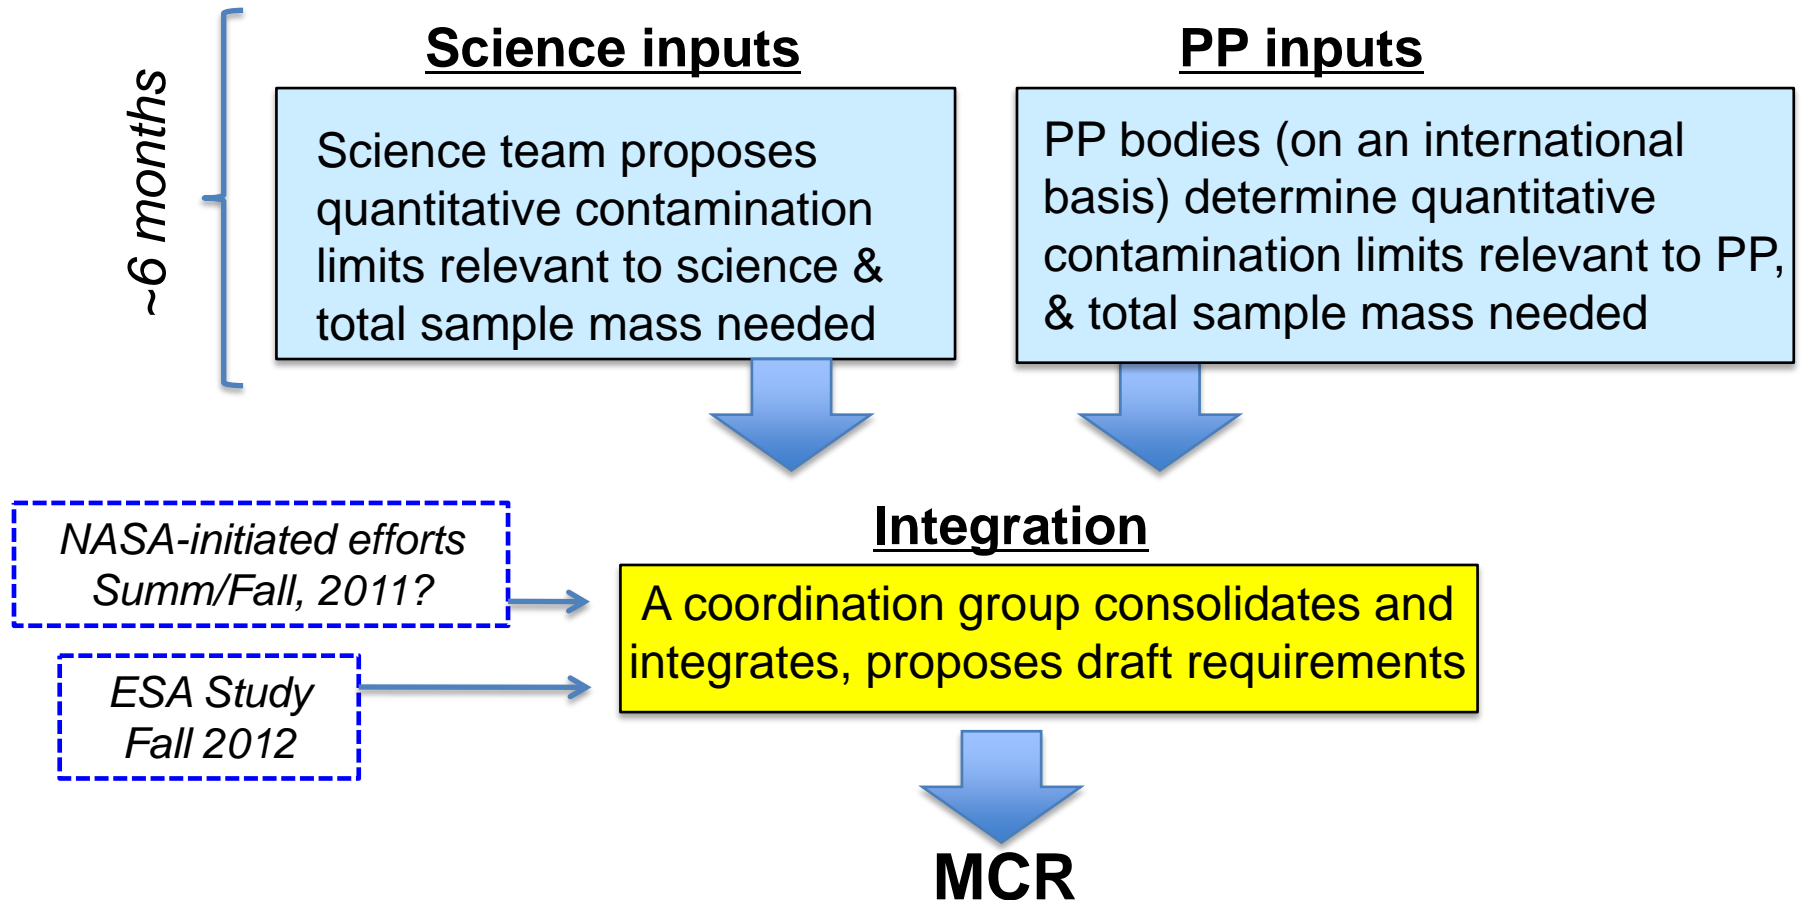 ~6 months
Science inputs
Science team proposes
quantitative contamination
limits relevant to science &
total sample mass needed
PP inputs
PP bodies (on an international
basis) determine quantitative
contamination limits relevant to PP,
& total sample mass needed
NASA-initiated efforts
Summ/Fall, 2011?
ESA Study
Fall 2012
Integration
A coordination group consolidates and
integrates, proposes draft requirements
MCR